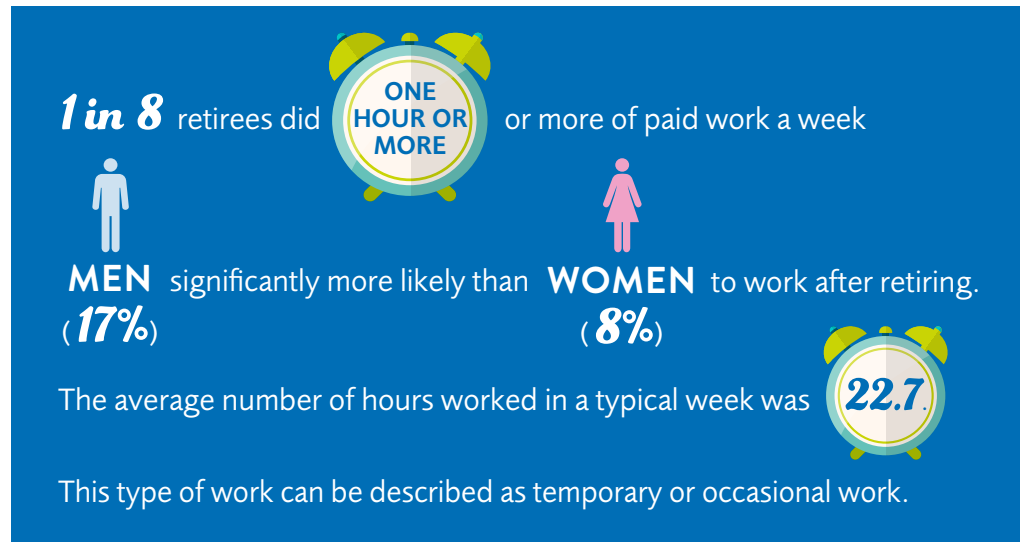 1 in 8 retirees did ONE HOUR OR MORE or more of paid work a week
MEN significantly more likely than WOMEN to work after retiring.
(17%) (8%)
The average number of hours worked in a typical week was 22.7.
This type of work can be described as temporary or occasional work.